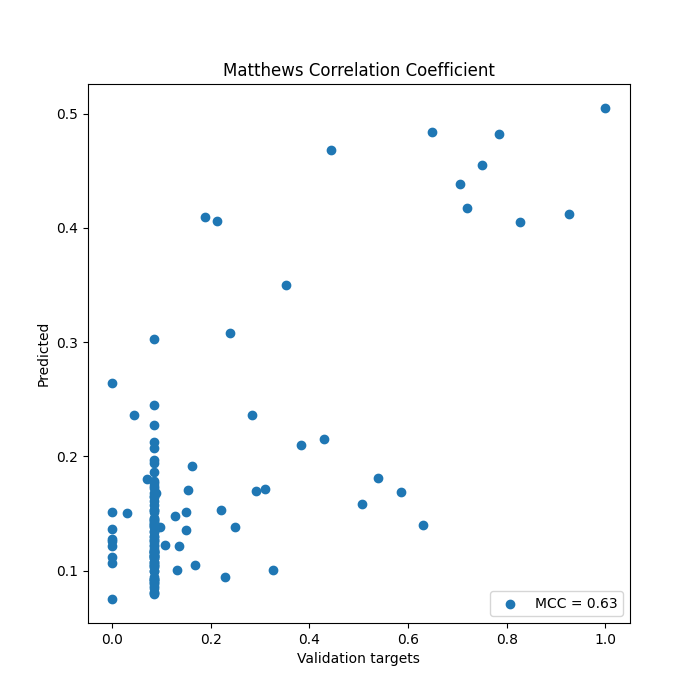 Matthews Correlation Coefficient
0.5
0.4
0.3
0.2
0.1
Predicted
MCC = 0.63
0.0 0.2 0.4 0.6 0.8 1.0
Validation targets